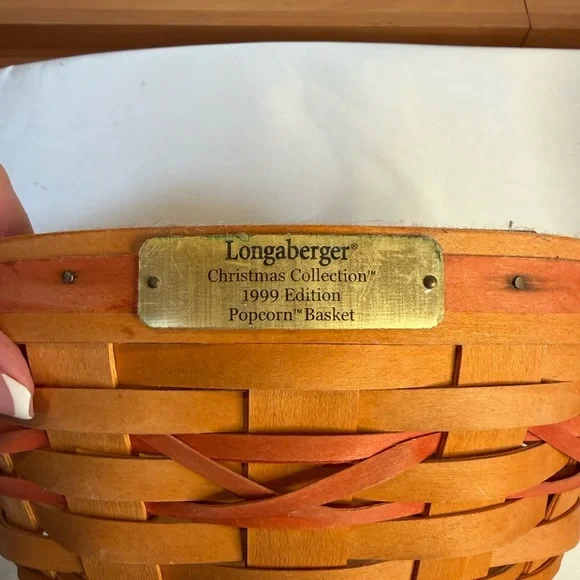 Longaberger®
Christmas Collection™
1999 Edition
Popcorn™ Basket